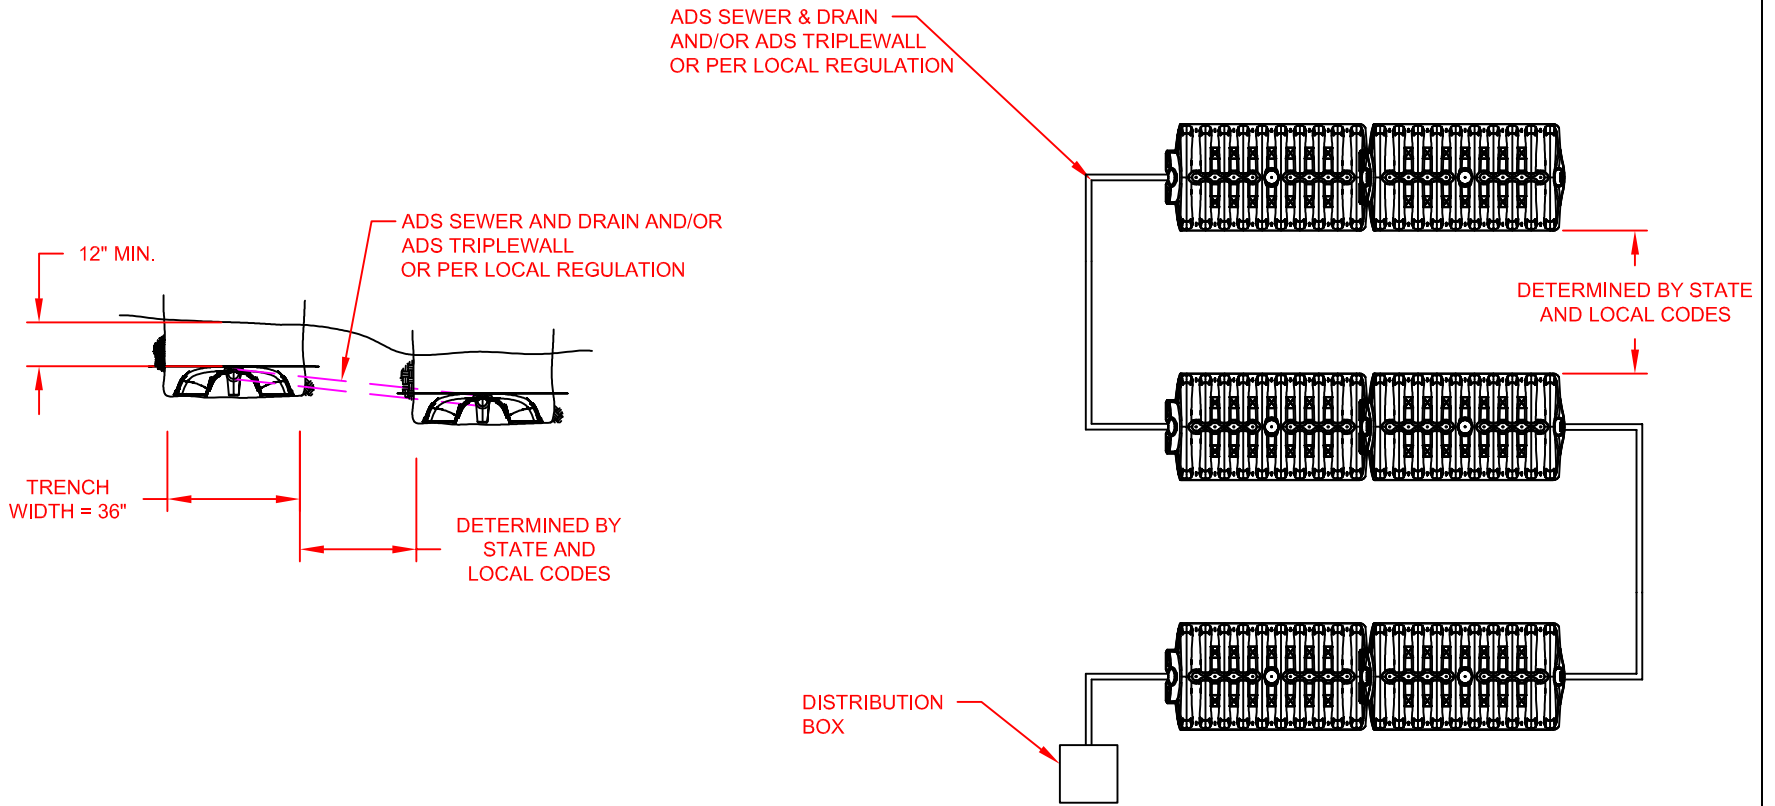 ADS SEWER & DRAIN
AND/OR ADS TRIPLEWALL
OR PER LOCAL REGULATION
ADS SEWER AND DRAIN AND/OR
ADS TRIPLEWALL
OR PER LOCAL REGULATION
12" MIN.
DETERMINED BY STATE
AND LOCAL CODES
TRENCH
WIDTH = 36"
DETERMINED BY
STATE AND
LOCAL CODES
DISTRIBUTION
BOX